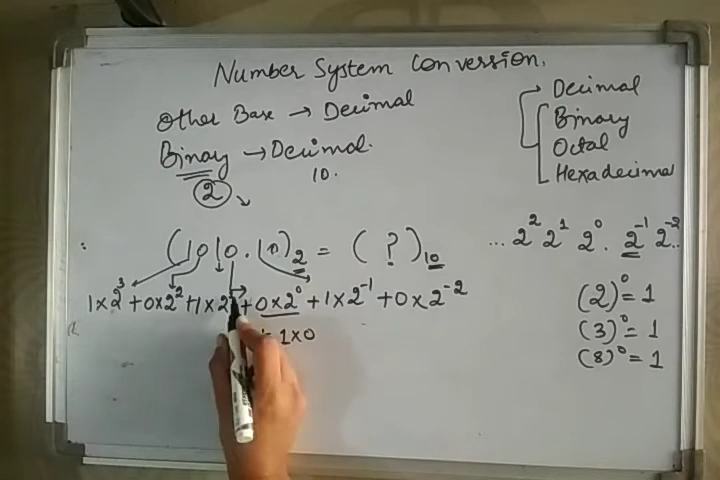 Number System Conversion.
Other Base → Decimal
Binary → Decimal.
10.
2
Decimal
Binary
Octal
Hexadecimal
(1010.10)₂ = ( ? )₁₀
... 2² 2¹ 2⁰. 2⁻¹ 2⁻²..
1×2³ + 0×2² + 1×2 + 0×2⁰ + 1×2⁻¹ + 0×2⁻²
1×0
(2)⁰ = 1
(3)⁰ = 1
(8)⁰ = 1